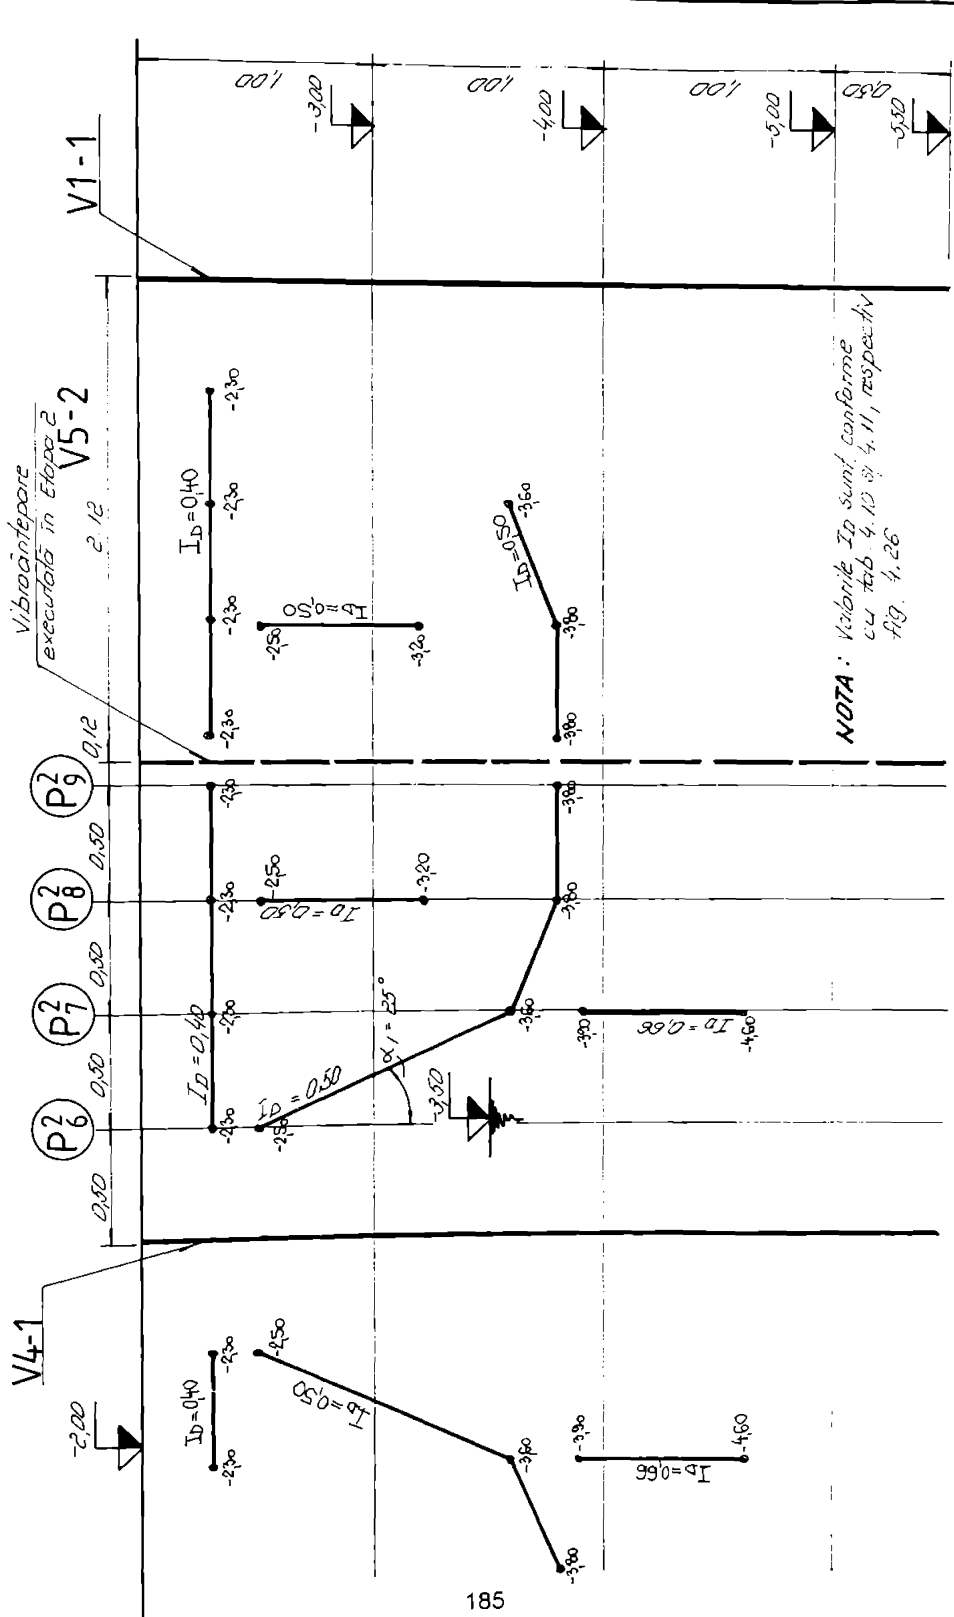 V4-1
Vibroînțepare
executată în Etapa 2
V5-2
V1-1
0,50
0,50
0,50
0,50
0,12
2.12
P²6
P²7
P²8
P²9
-2,00
1,00
-3,00
1,00
-4,00
1,00
-5,00
0,50
-5,50
I_D=0,40
-2,30
-2,30
-2,50
I_D=0,50
-3,60
-3,80
-3,90
I_D=0,66
-4,60
I_D=0,40
-2,30
-2,30
-2,30
-2,30
-2,50
I_D=0,50
α₁=25°
-3,50
-3,60
-3,80
-3,80
-3,90
I_D=0,66
-4,60
-2,50
I_D=0,50
-3,20
I_D=0,40
-2,30
-2,30
-2,30
-2,30
-2,50
I_D=0,50
-3,20
I_D=0,50
-3,80
-3,80
-3,60
NOTA: Valorile I_D sunt conforme
cu tab. 4.10 și 4.11, respectiv
fig. 4.26
185